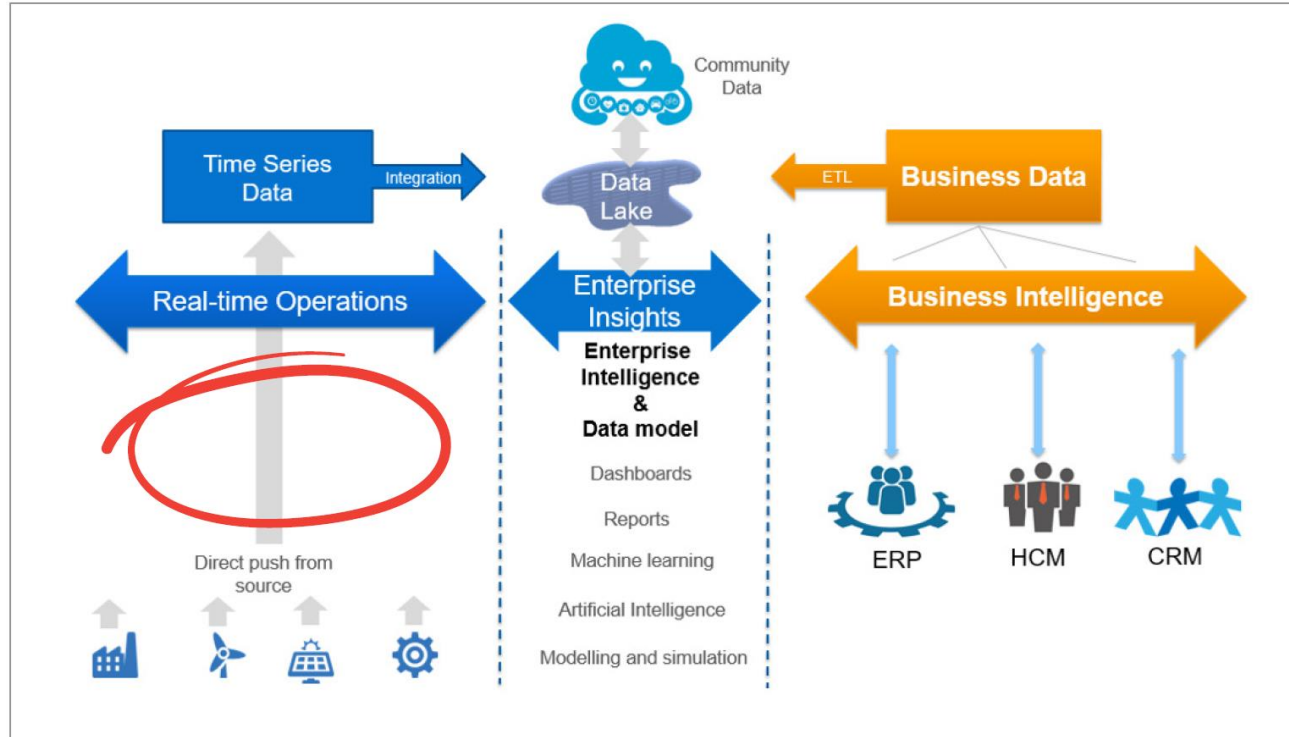 Community
Data
Time Series
Data
Integration
Data
Lake
ETL
Business Data
Real-time Operations
Enterprise
Insights
Business Intelligence
Enterprise
Intelligence
&
Data model
Dashboards
Reports
Machine learning
Artificial Intelligence
Modelling and simulation
Direct push from
source
ERP
HCM
CRM